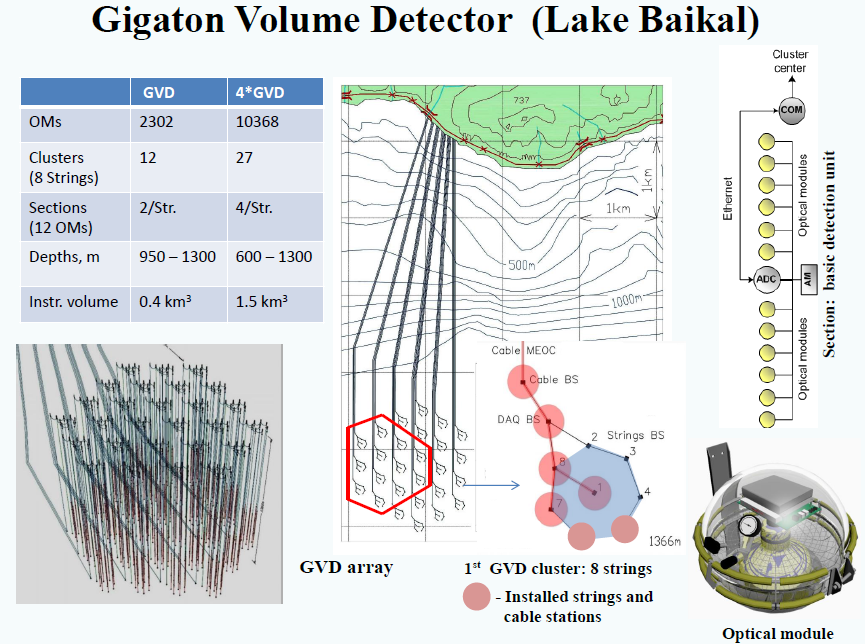 Gigaton Volume Detector (Lake Baikal)
GVD 4*GVD
OMs 2302 10368
Clusters
(8 Strings) 12 27
Sections
(12 OMs) 2/Str. 4/Str.
Depths, m 950 – 1300 600 – 1300
Instr. volume 0.4 km³ 1.5 km³
737
1km
1km
500m
1000m
Cable MEOC
Cable BS
DAQ BS
2 Strings BS
3
8
1
4
7
1366m
GVD array
1st GVD cluster: 8 strings
- Installed strings and
cable stations
Cluster
center
COM
Ethernet
Optical modules
ADC
AM
Optical modules
Section: basic detection unit
Optical module